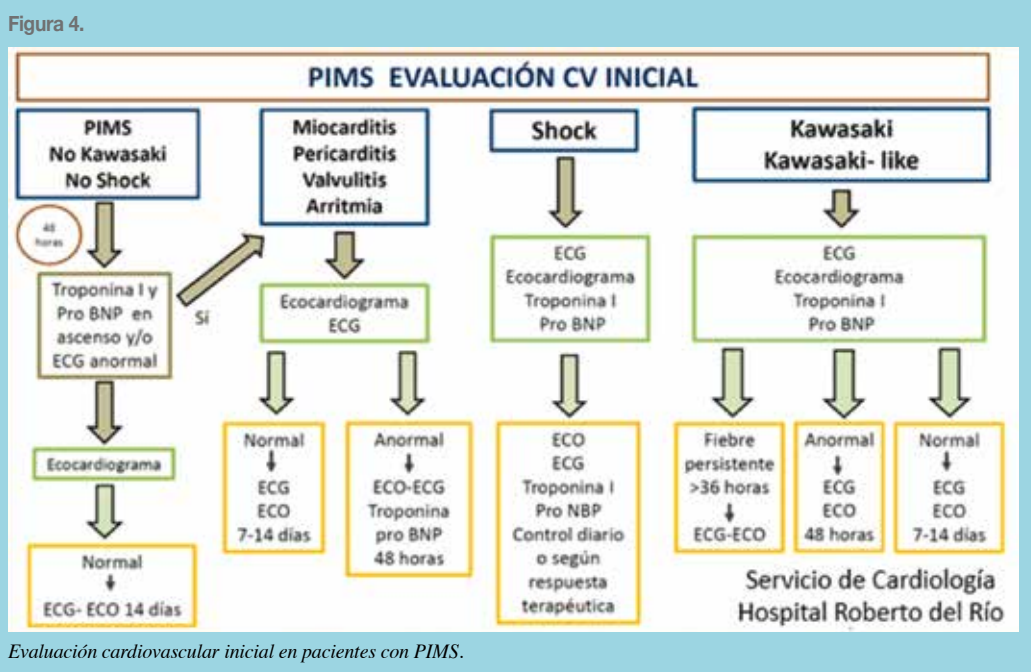 Figura 4.
PIMS EVALUACIÓN CV INICIAL
PIMS
No Kawasaki
No Shock
48
horas
Troponina I y
Pro BNP en
ascenso y/o
ECG anormal
Sí
Ecocardiograma
Normal
ECG- ECO 14 días
Miocarditis
Pericarditis
Valvulitis
Arritmia
Ecocardiograma
ECG
Normal
ECG
ECO
7-14 días
Anormal
ECO-ECG
Troponina
pro BNP
48 horas
Shock
ECG
Ecocardiograma
Troponina I
Pro BNP
ECO
ECG
Troponina I
Pro NBP
Control diario
o según
respuesta
terapéutica
Kawasaki
Kawasaki- like
ECG
Ecocardiograma
Troponina I
Pro BNP
Fiebre
persistente
>36 horas
ECG-ECO
Anormal
ECG
ECO
48 horas
Normal
ECG
ECO
7-14 días
Servicio de Cardiología
Hospital Roberto del Río
Evaluación cardiovascular inicial en pacientes con PIMS.